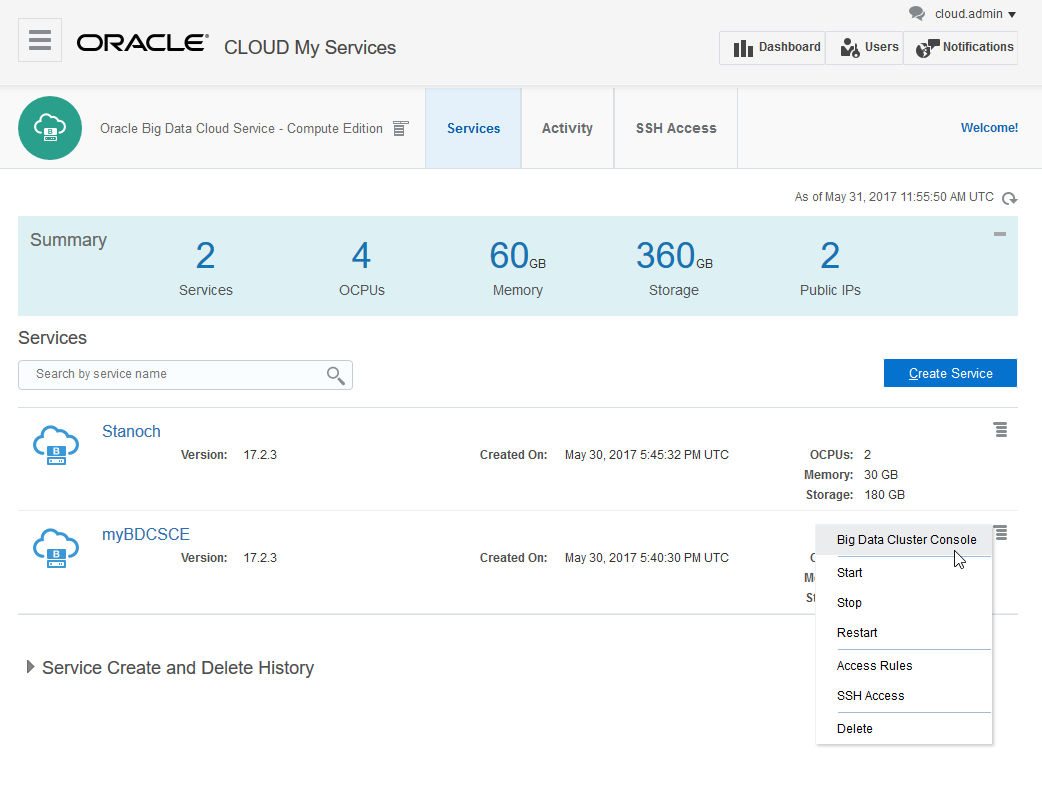 cloud.admin
ORACLE® CLOUD My Services
Dashboard Users Notifications
Oracle Big Data Cloud Service - Compute Edition Services Activity SSH Access Welcome!
As of May 31, 2017 11:55:50 AM UTC
Summary
2 4 60 GB 360 GB 2
Services OCPUs Memory Storage Public IPs
Services
Search by service name
Create Service
Stanoch
B
Version: 17.2.3 Created On: May 30, 2017 5:45:32 PM UTC OCPUs: 2
Memory: 30 GB
Storage: 180 GB
myBDCSCE
B
Version: 17.2.3 Created On: May 30, 2017 5:40:30 PM UTC
Big Data Cluster Console
Start
Stop
Restart
Access Rules
SSH Access
Delete
Service Create and Delete History